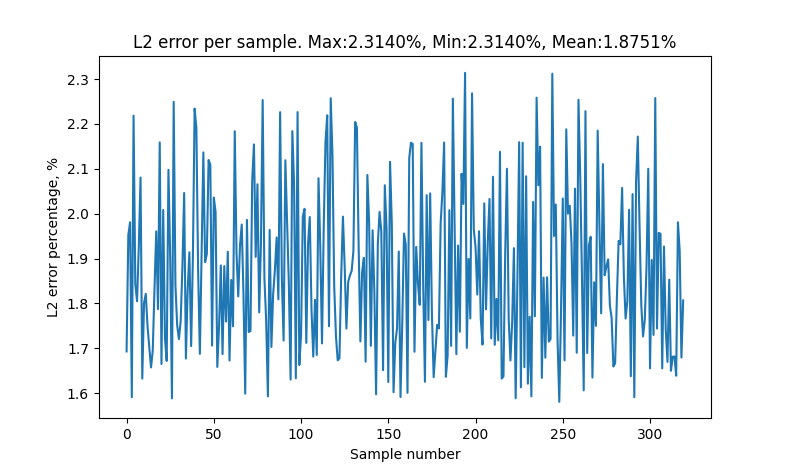 L2 error per sample. Max:2.3140%, Min:2.3140%, Mean:1.8751%
2.3
2.2
2.1
2.0
1.9
1.8
1.7
1.6
L2 error percentage, %
0 50 100 150 200 250 300
Sample number